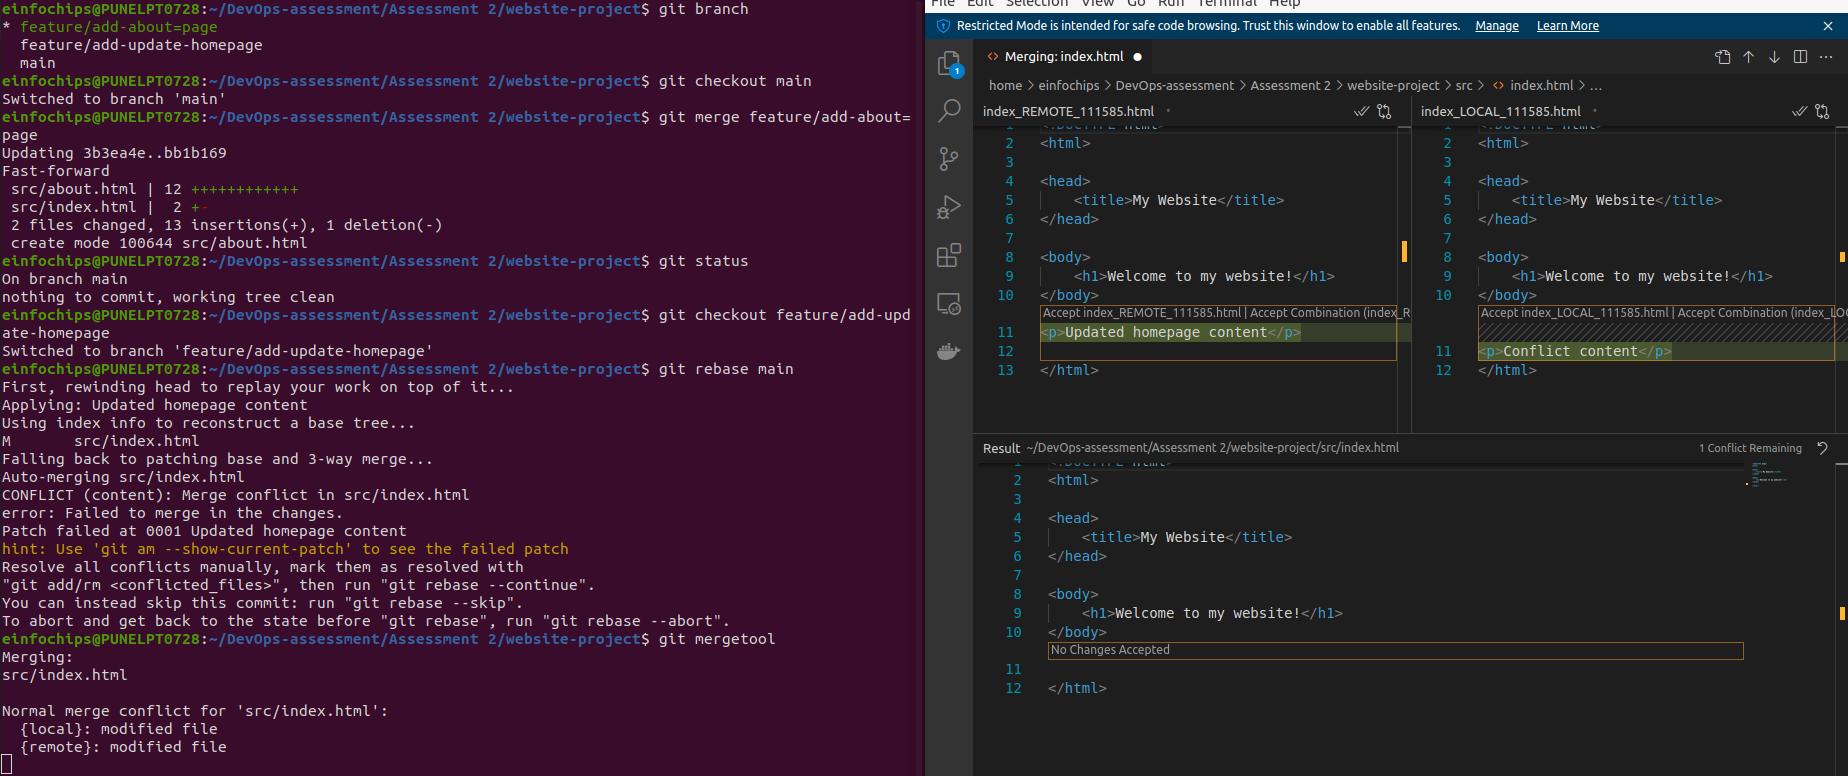 einfochips@PUNELPT0728:~/DevOps-assessment/Assessment 2/website-project$ git branch
* feature/add-about=page
  feature/add-update-homepage
  main
einfochips@PUNELPT0728:~/DevOps-assessment/Assessment 2/website-project$ git checkout main
Switched to branch 'main'
einfochips@PUNELPT0728:~/DevOps-assessment/Assessment 2/website-project$ git merge feature/add-about=
page
Updating 3b3ea4e..bb1b169
Fast-forward
 src/about.html | 12 ++++++++++++
 src/index.html |  2 +-
 2 files changed, 13 insertions(+), 1 deletion(-)
 create mode 100644 src/about.html
einfochips@PUNELPT0728:~/DevOps-assessment/Assessment 2/website-project$ git status
On branch main
nothing to commit, working tree clean
einfochips@PUNELPT0728:~/DevOps-assessment/Assessment 2/website-project$ git checkout feature/add-upd
ate-homepage
Switched to branch 'feature/add-update-homepage'
einfochips@PUNELPT0728:~/DevOps-assessment/Assessment 2/website-project$ git rebase main
First, rewinding head to replay your work on top of it...
Applying: Updated homepage content
Using index info to reconstruct a base tree...
M       src/index.html
Falling back to patching base and 3-way merge...
Auto-merging src/index.html
CONFLICT (content): Merge conflict in src/index.html
error: Failed to merge in the changes.
Patch failed at 0001 Updated homepage content
hint: Use 'git am --show-current-patch' to see the failed patch
Resolve all conflicts manually, mark them as resolved with
"git add/rm <conflicted_files>", then run "git rebase --continue".
You can instead skip this commit: run "git rebase --skip".
To abort and get back to the state before "git rebase", run "git rebase --abort".
einfochips@PUNELPT0728:~/DevOps-assessment/Assessment 2/website-project$ git mergetool
Merging:
src/index.html

Normal merge conflict for 'src/index.html':
  {local}: modified file
  {remote}: modified file
File Edit Selection View Go Run Terminal Help
Restricted Mode is intended for safe code browsing. Trust this window to enable all features. Manage Learn More
1
<> Merging: index.html ●
home > einfochips > DevOps-assessment > Assessment 2 > website-project > src > <> index.html > ...
index_REMOTE_111585.html •
1 <!DOCTYPE html>
2 <html>
3
4 <head>
5     <title>My Website</title>
6 </head>
7
8 <body>
9     <h1>Welcome to my website!</h1>
10 </body>
Accept index_REMOTE_111585.html | Accept Combination (index_R
11 <p>Updated homepage content</p>
12
13 </html>
index_LOCAL_111585.html •
1 <!DOCTYPE html>
2 <html>
3
4 <head>
5     <title>My Website</title>
6 </head>
7
8 <body>
9     <h1>Welcome to my website!</h1>
10 </body>
Accept index_LOCAL_111585.html | Accept Combination (index_LOC
11 <p>Conflict content</p>
12 </html>
Result ~/DevOps-assessment/Assessment 2/website-project/src/index.html 1 Conflict Remaining
1 <!DOCTYPE html>
2 <html>
3
4 <head>
5     <title>My Website</title>
6 </head>
7
8 <body>
9     <h1>Welcome to my website!</h1>
10 </body>
No Changes Accepted
11
12 </html>